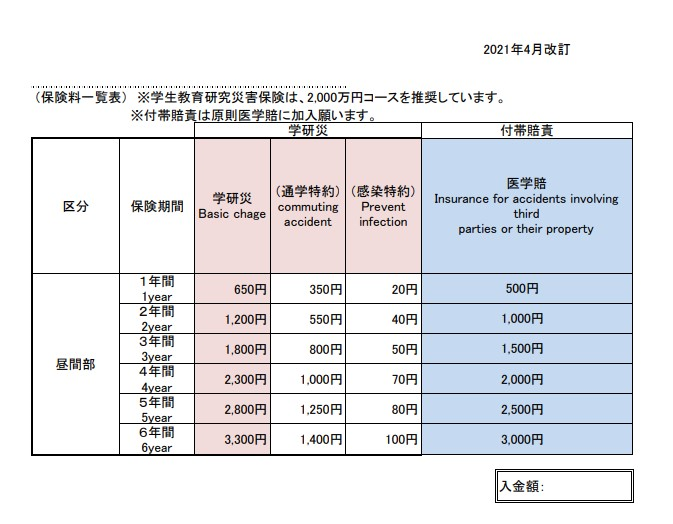 2021年4月改訂
（保険料一覧表） ※学生教育研究災害保険は、2,000万円コースを推奨しています。
※付帯賠責は原則医学賠に加入願います。
学研災 付帯賠責
区分 保険期間 学研災 Basic chage （通学特約） commuting accident （感染特約） Prevent infection 医学賠 Insurance for accidents involving third parties or their property
昼間部
１年間 1year 650円 350円 20円 500円
２年間 2year 1,200円 550円 40円 1,000円
３年間 3year 1,800円 800円 50円 1,500円
４年間 4year 2,300円 1,000円 70円 2,000円
５年間 5year 2,800円 1,250円 80円 2,500円
６年間 6year 3,300円 1,400円 100円 3,000円
入金額：